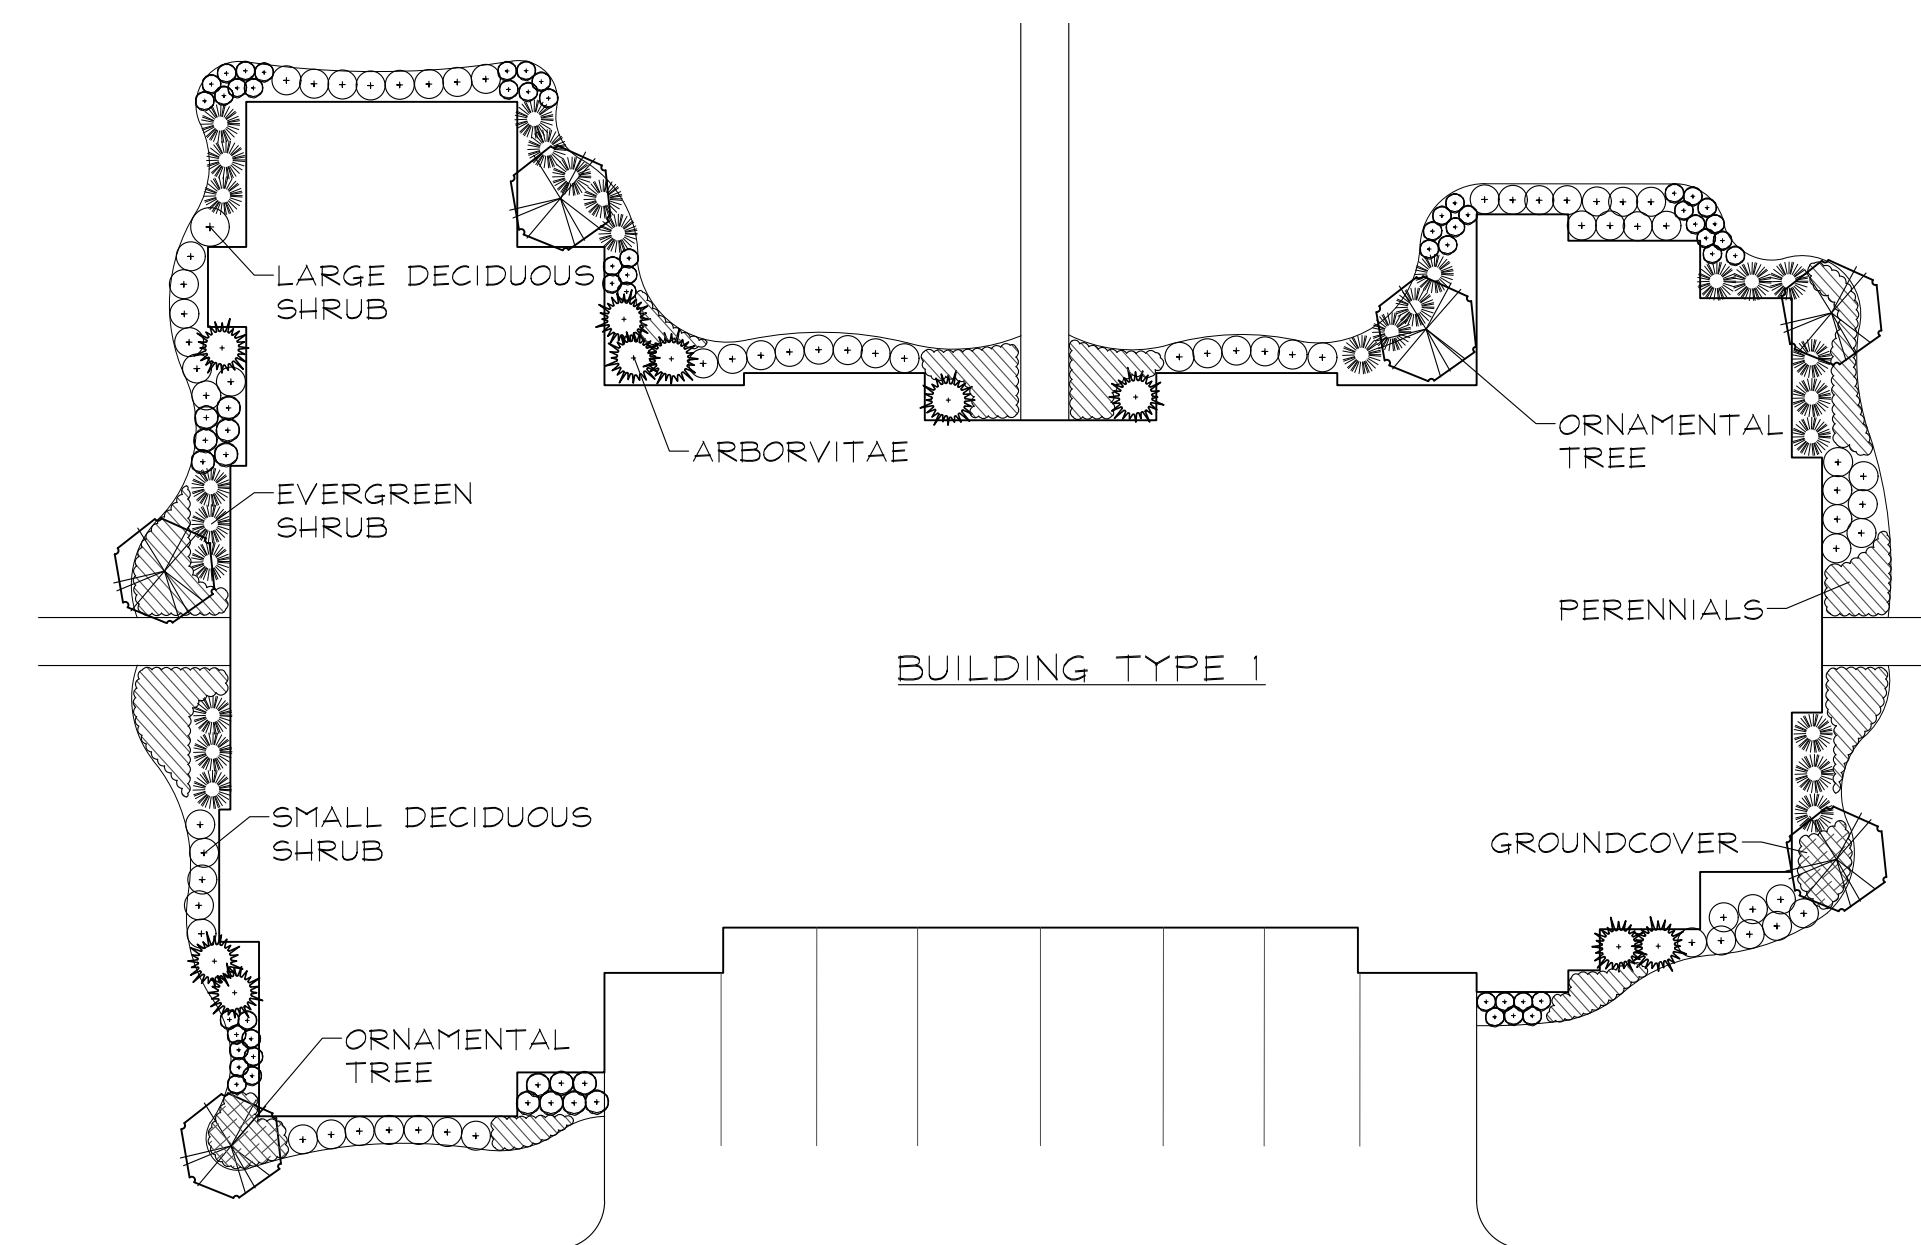 LARGE DECIDUOUS
SHRUB
ARBORVITAE
ORNAMENTAL
TREE
EVERGREEN
SHRUB
PERENNIALS
BUILDING TYPE 1
SMALL DECIDUOUS
SHRUB
GROUNDCOVER
ORNAMENTAL
TREE